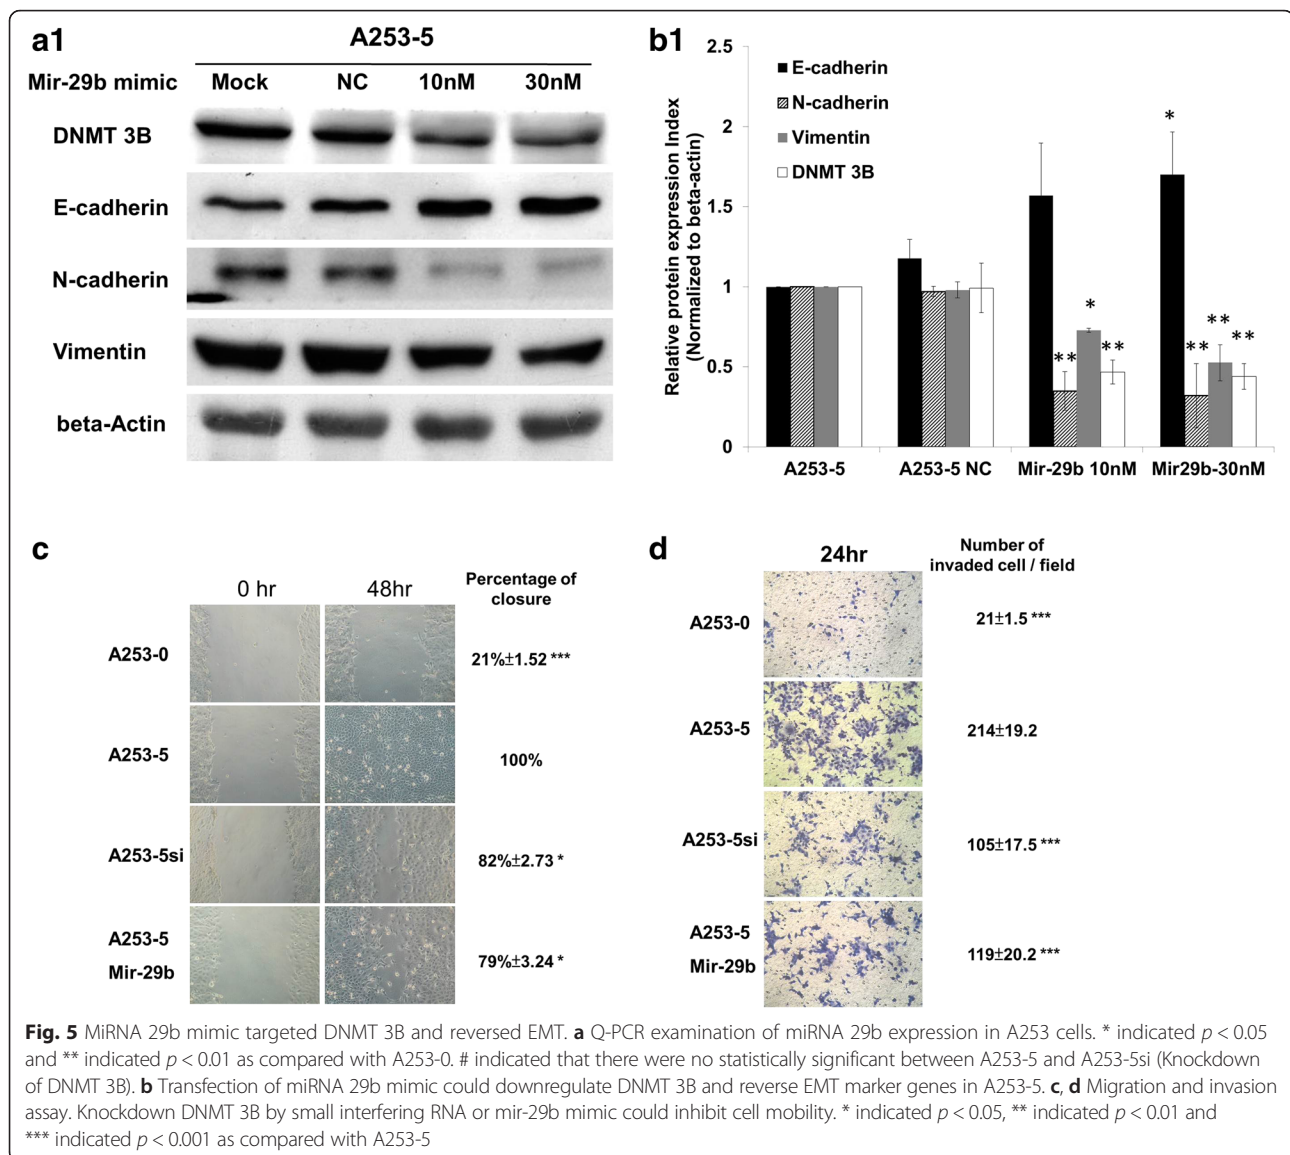 a1
A253-5
Mir-29b mimic Mock NC 10nM 30nM
DNMT 3B
E-cadherin
N-cadherin
Vimentin
beta-Actin
b1
Relative protein expression Index
(Normalized to beta-actin)
2.5
2
1.5
1
0.5
0
E-cadherin
N-cadherin
Vimentin
DNMT 3B
*
*
**
**
**
**
**
A253-5 A253-5 NC Mir-29b 10nM Mir29b-30nM
c
0 hr 48hr Percentage of
closure
A253-0 21%±1.52 ***
A253-5 100%
A253-5si 82%±2.73 *
A253-5
Mir-29b 79%±3.24 *
d
24hr Number of
invaded cell / field
A253-0 21±1.5 ***
A253-5 214±19.2
A253-5si 105±17.5 ***
A253-5
Mir-29b 119±20.2 ***
Fig. 5 MiRNA 29b mimic targeted DNMT 3B and reversed EMT. a Q-PCR examination of miRNA 29b expression in A253 cells. * indicated p < 0.05
and ** indicated p < 0.01 as compared with A253-0. # indicated that there were no statistically significant between A253-5 and A253-5si (Knockdown
of DNMT 3B). b Transfection of miRNA 29b mimic could downregulate DNMT 3B and reverse EMT marker genes in A253-5. c, d Migration and invasion
assay. Knockdown DNMT 3B by small interfering RNA or mir-29b mimic could inhibit cell mobility. * indicated p < 0.05, ** indicated p < 0.01 and
*** indicated p < 0.001 as compared with A253-5